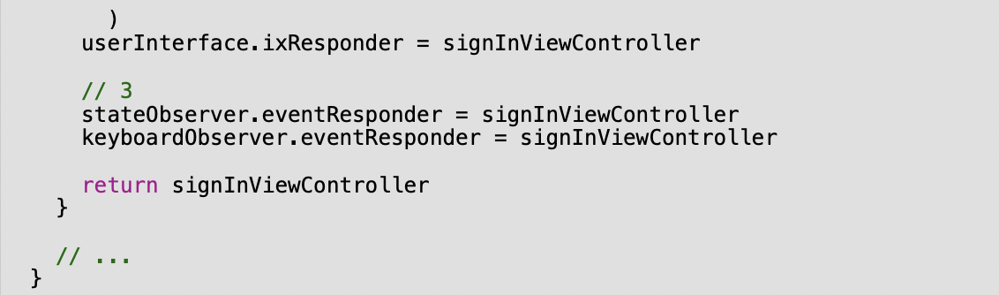 )
userInterface.ixResponder = signInViewController
// 3
stateObserver.eventResponder = signInViewController
keyboardObserver.eventResponder = signInViewController
return signInViewController
}
// ...
}